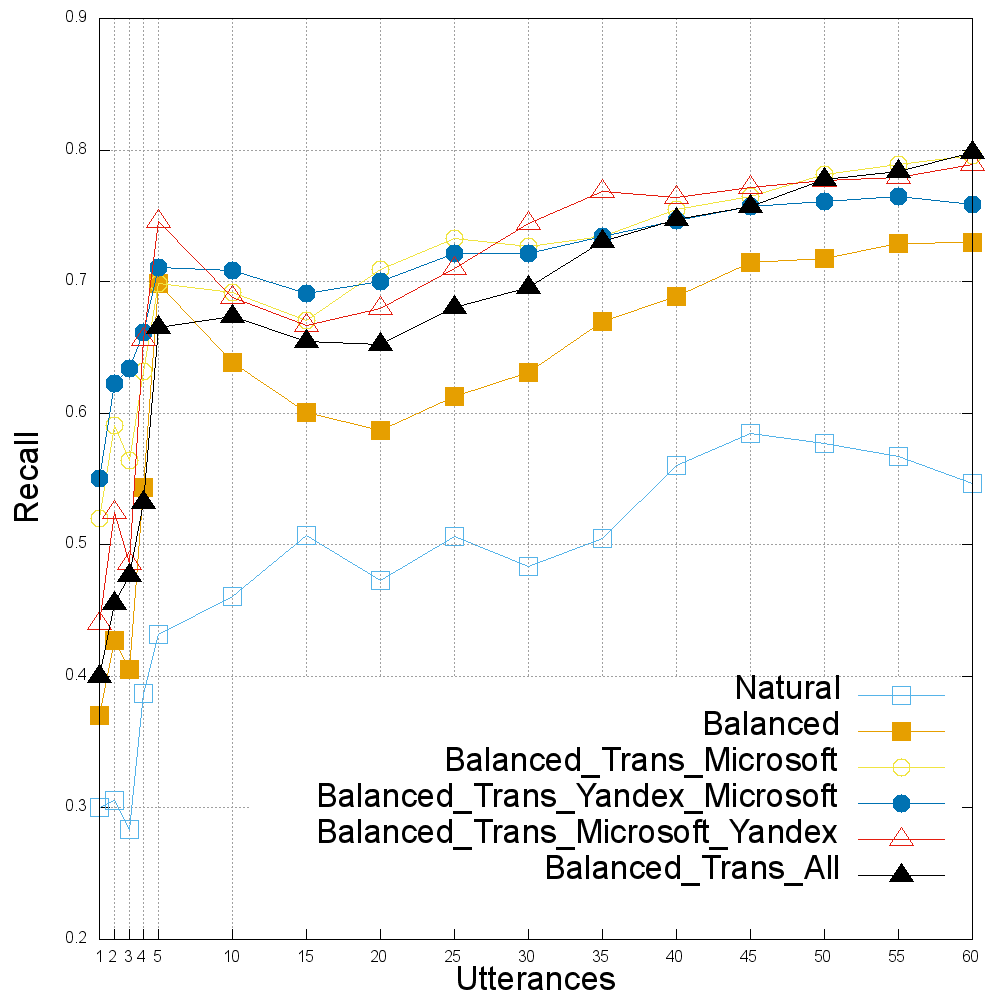 0.9
0.8
0.7
0.6
0.5
0.4
0.3
0.2
Recall
Natural
Balanced
Balanced_Trans_Microsoft
Balanced_Trans_Yandex_Microsoft
Balanced_Trans_Microsoft_Yandex
Balanced_Trans_All
1 2 3 4 5 10 15 20 25 30 35 40 45 50 55 60
Utterances